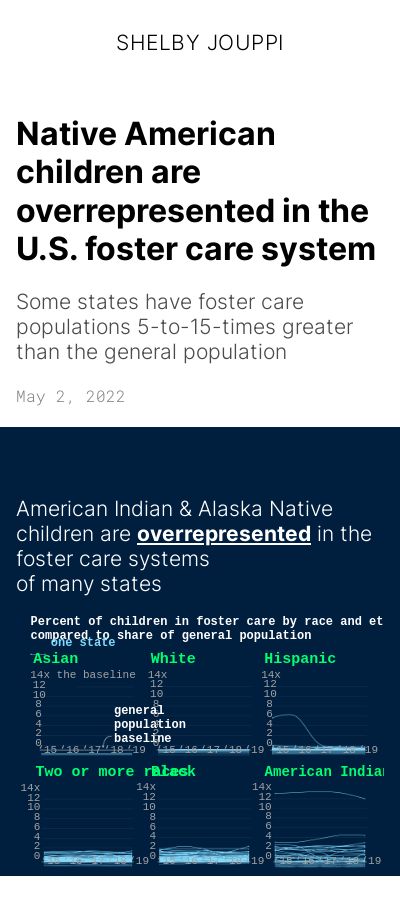 SHELBY JOUPPI
Native American
children are
overrepresented in the
U.S. foster care system
Some states have foster care
populations 5-to-15-times greater
than the general population
May 2, 2022
American Indian & Alaska Native
children are overrepresented in the
foster care systems
of many states
Percent of children in foster care by race and et
compared to share of general population
one state
Asian White Hispanic
14x the baseline 14x 14x
12 12 12
10 10 10
8 8 8
6 6 6
4 4 4
2 2 2
0 0 0
general
population
baseline
'15 '16 '17 '18 '19 '15 '16 '17 '18 '19 '15 '16 '17 '18 '19
Two or more races Black American Indian
14x 14x 14x
12 12 12
10 10 10
8 8 8
6 6 6
4 4 4
2 2 2
0 0 0
'15 '16 '17 '18 '19 '15 '16 '17 '18 '19 '15 '16 '17 '18 '19